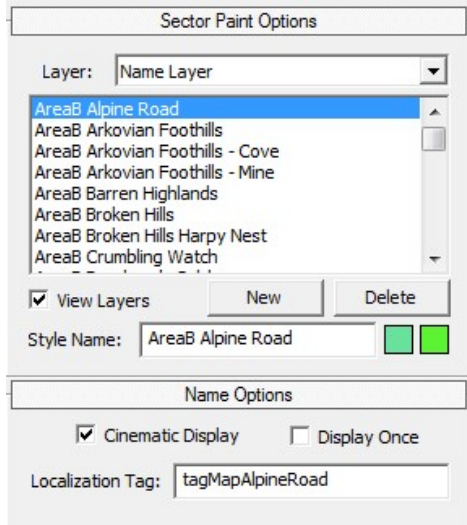 Sector Paint Options
Layer: Name Layer
AreaB Alpine Road
AreaB Arkovian Foothills
AreaB Arkovian Foothills - Cove
AreaB Arkovian Foothills - Mine
AreaB Barren Highlands
AreaB Broken Hills
AreaB Broken Hills Harpy Nest
AreaB Crumbling Watch
View Layers New Delete
Style Name: AreaB Alpine Road
Name Options
Cinematic Display Display Once
Localization Tag: tagMapAlpineRoad